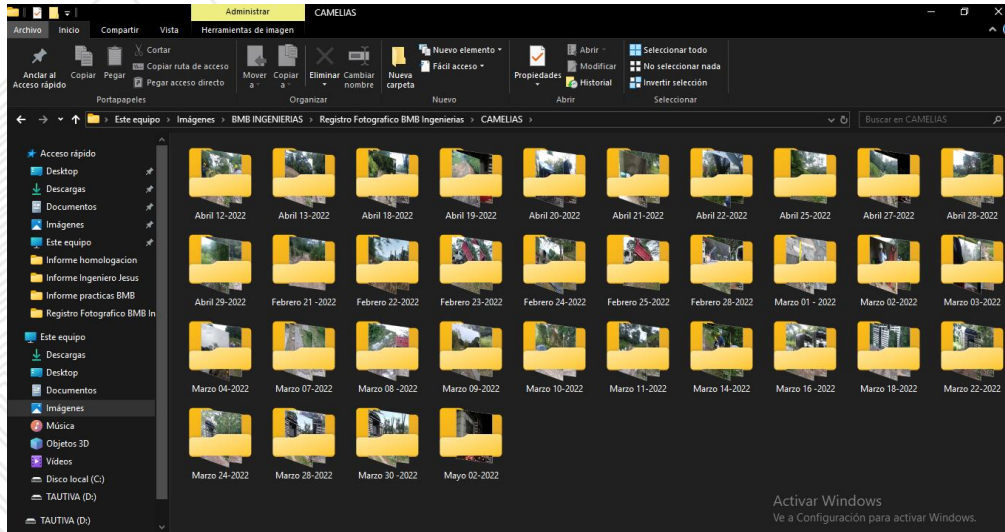 Administrar
CAMELIAS
Archivo Inicio Compartir Vista Herramientas de imagen
Anclar al Acceso rápido
Copiar
Pegar
Cortar
Copiar ruta de acceso
Pegar acceso directo
Mover a
Copiar a
Eliminar
Cambiar nombre
Nueva carpeta
Nuevo elemento
Fácil acceso
Propiedades
Abrir
Modificar
Historial
Seleccionar todo
No seleccionar nada
Invertir selección
Portapapeles Organizar Nuevo Abrir Seleccionar
Este equipo > Imágenes > BMB INGENIERIAS > Registro Fotografico BMB Ingenierias > CAMELIAS >
Buscar en CAMELIAS
Acceso rápido
Desktop
Descargas
Documentos
Imágenes
Este equipo
Informe homologacion
Informe Ingeniero Jesus
Informe practicas BMB
Registro Fotografico BMB In
Este equipo
Descargas
Desktop
Documentos
Imágenes
Música
Objetos 3D
Vídeos
Disco local (C:)
TAUTIVA (D:)
TAUTIVA (D:)
Abril 12-2022 Abril 13-2022 Abril 18-2022 Abril 19-2022 Abril 20-2022 Abril 21-2022 Abril 22-2022 Abril 25-2022 Abril 27-2022 Abril 28-2022
Abril 29-2022 Febrero 21 -2022 Febrero 22-2022 Febrero 23-2022 Febrero 24-2022 Febrero 25-2022 Febrero 28-2022 Marzo 01 - 2022 Marzo 02-2022 Marzo 03-2022
Marzo 04-2022 Marzo 07-2022 Marzo 08 -2022 Marzo 09-2022 Marzo 10-2022 Marzo 11-2022 Marzo 14-2022 Marzo 16 -2022 Marzo 18-2022 Marzo 22-2022
Marzo 24-2022 Marzo 28-2022 Marzo 30 -2022 Mayo 02-2022
Activar Windows
Ve a Configuración para activar Windows.